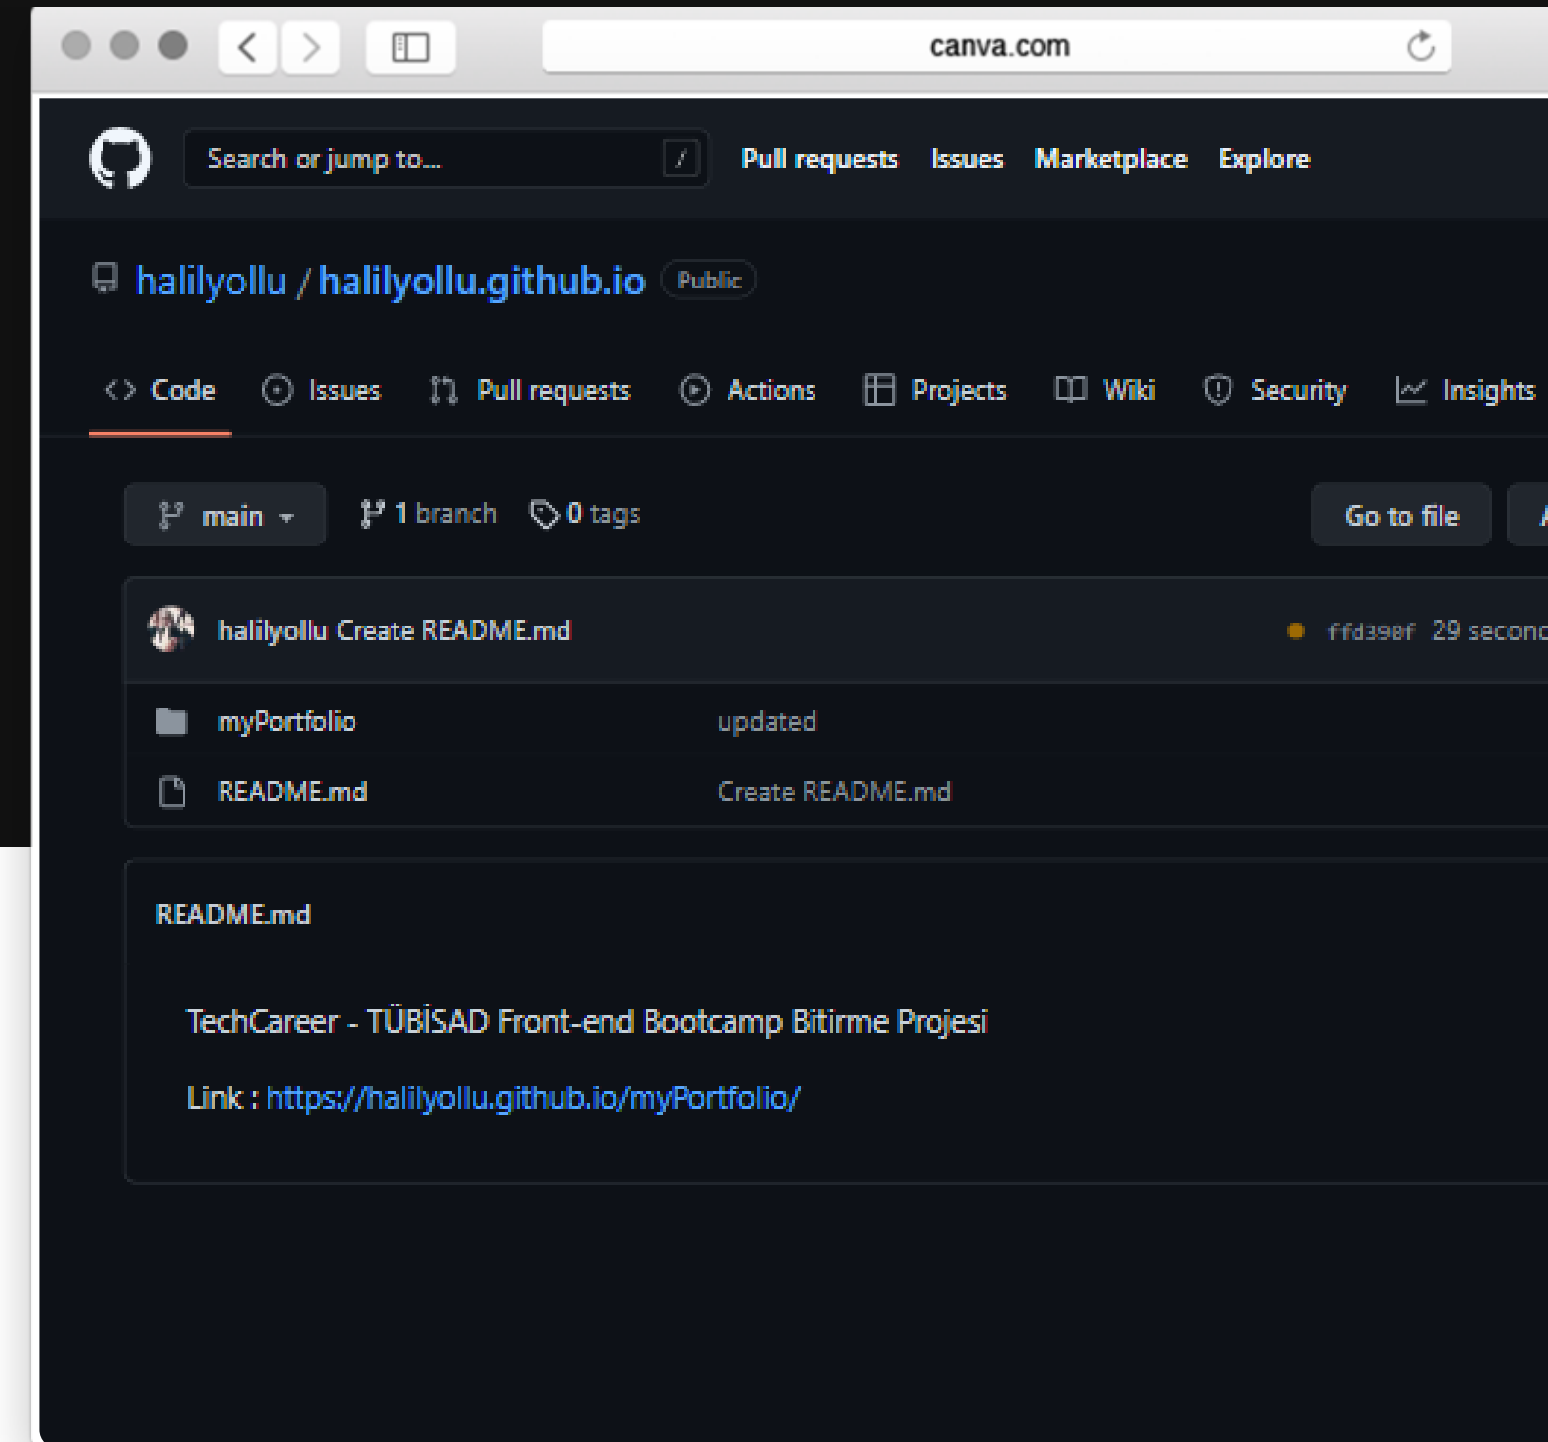 canva.com
Search or jump to... /
Pull requests Issues Marketplace Explore
halilyollu / halilyollu.github.io Public
Code Issues Pull requests Actions Projects Wiki Security Insights
main 1 branch 0 tags Go to file
halilyollu Create README.md 29
myPortfolio updated
README.md Create README.md
README.md
TechCareer - TÜBİSAD Front-end Bootcamp Bitirme Projesi
Link : https://halilyollu.github.io/myPortfolio/